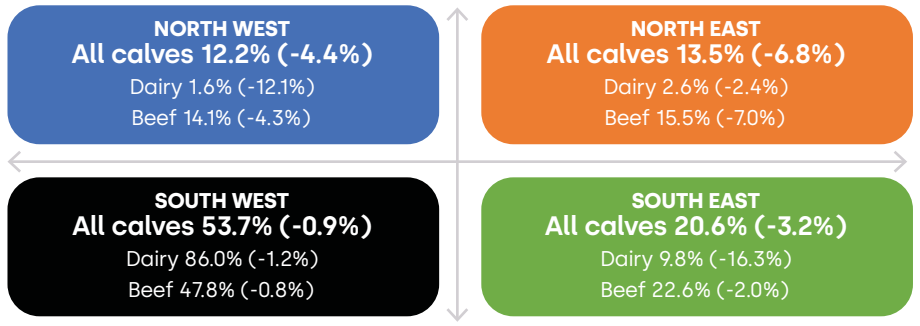 NORTH WEST
All calves 12.2% (-4.4%)
Dairy 1.6% (-12.1%)
Beef 14.1% (-4.3%)
NORTH EAST
All calves 13.5% (-6.8%)
Dairy 2.6% (-2.4%)
Beef 15.5% (-7.0%)
SOUTH WEST
All calves 53.7% (-0.9%)
Dairy 86.0% (-1.2%)
Beef 47.8% (-0.8%)
SOUTH EAST
All calves 20.6% (-3.2%)
Dairy 9.8% (-16.3%)
Beef 22.6% (-2.0%)